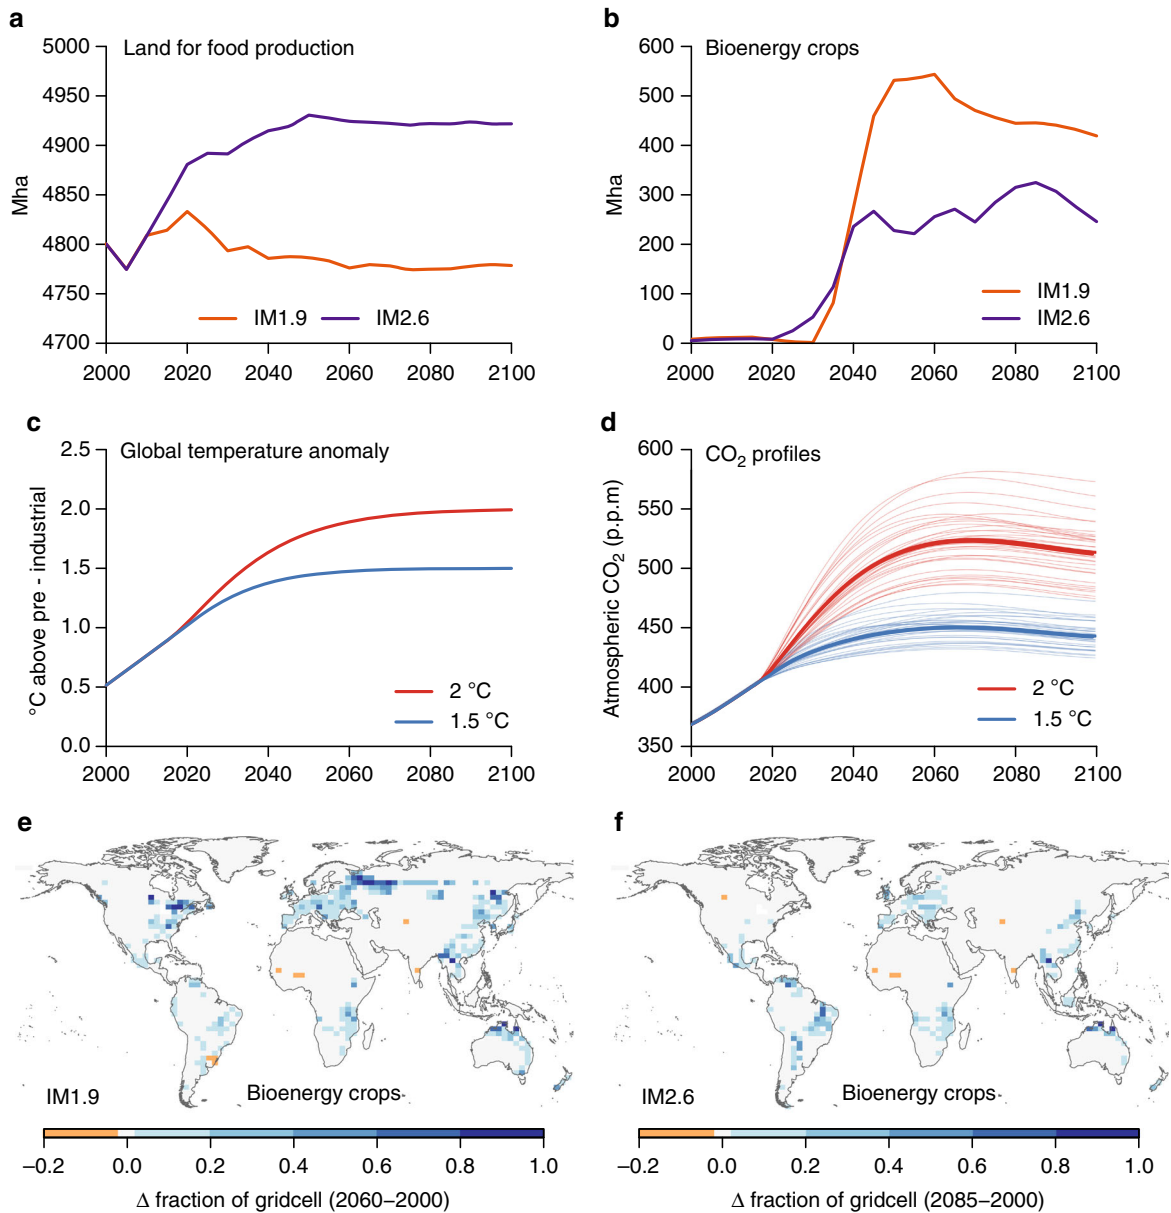 a
Land for food production
Mha
5000
4950
4900
4850
4800
4750
4700
IM1.9 IM2.6
2000 2020 2040 2060 2080 2100
b
Bioenergy crops
Mha
600
500
400
300
200
100
0
IM1.9
IM2.6
2000 2020 2040 2060 2080 2100
c
Global temperature anomaly
°C above pre - industrial
2.5
2.0
1.5
1.0
0.5
0.0
2 °C
1.5 °C
2000 2020 2040 2060 2080 2100
d
CO2 profiles
Atmospheric CO2 (p.p.m)
600
550
500
450
400
350
2 °C
1.5 °C
2000 2020 2040 2060 2080 2100
e
IM1.9 Bioenergy crops
−0.2 0.0 0.2 0.4 0.6 0.8 1.0
Δ fraction of gridcell (2060−2000)
f
IM2.6 Bioenergy crops
−0.2 0.0 0.2 0.4 0.6 0.8 1.0
Δ fraction of gridcell (2085−2000)